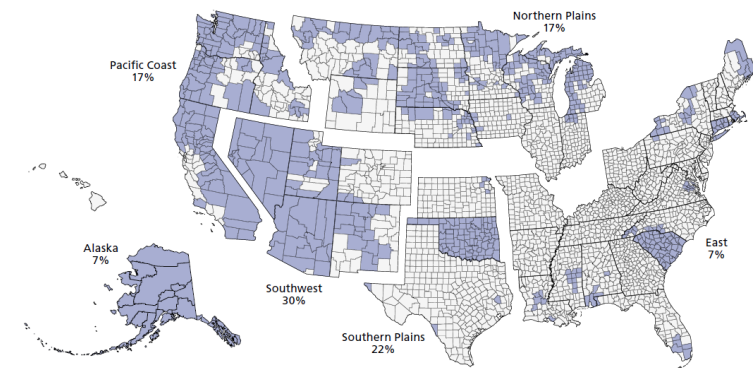 Northern Plains
17%
Pacific Coast
17%
Alaska
7%
East
7%
Southwest
30%
Southern Plains
22%